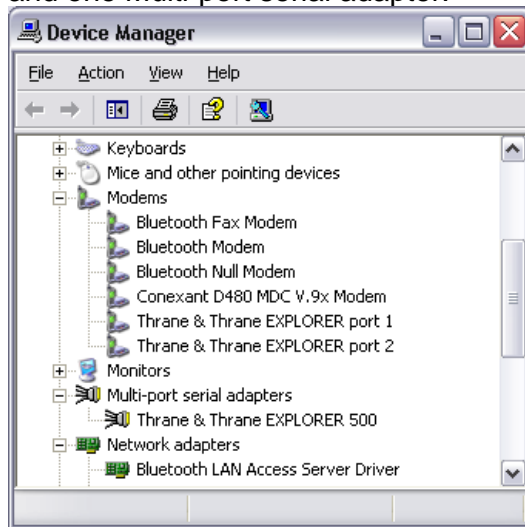 and one Multi-port serial adapter.
Device Manager
File Action View Help
Keyboards
Mice and other pointing devices
Modems
Bluetooth Fax Modem
Bluetooth Modem
Bluetooth Null Modem
Conexant D480 MDC V.9x Modem
Thrane & Thrane EXPLORER port 1
Thrane & Thrane EXPLORER port 2
Monitors
Multi-port serial adapters
Thrane & Thrane EXPLORER 500
Network adapters
Bluetooth LAN Access Server Driver